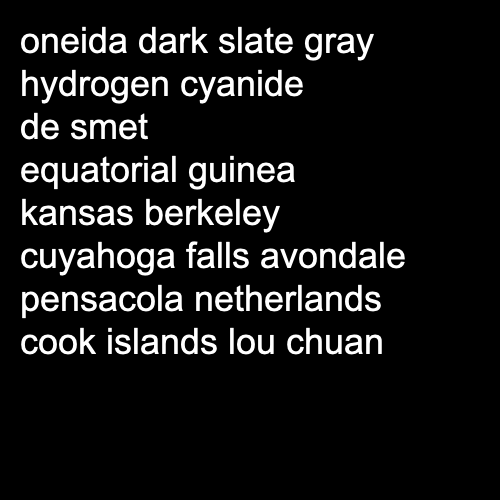 oneida dark slate gray
hydrogen cyanide
de smet
equatorial guinea
kansas berkeley
cuyahoga falls avondale
pensacola netherlands
cook islands lou chuan